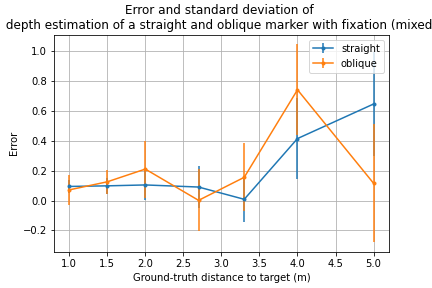 Error and standard deviation of
depth estimation of a straight and oblique marker with fixation (mixed
straight
oblique
1.0
0.8
0.6
0.4
0.2
0.0
−0.2
Error
1.0 1.5 2.0 2.5 3.0 3.5 4.0 4.5 5.0
Ground-truth distance to target (m)